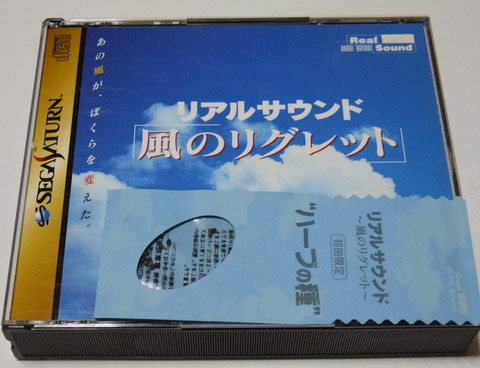 SEGA SATURN
あの風が、ぼくらを変えた。
Real
Sound
リアルサウンド
「風のリグレット」
リアルサウンド
～風のリグレット～
初回限定
“ハーブの種”